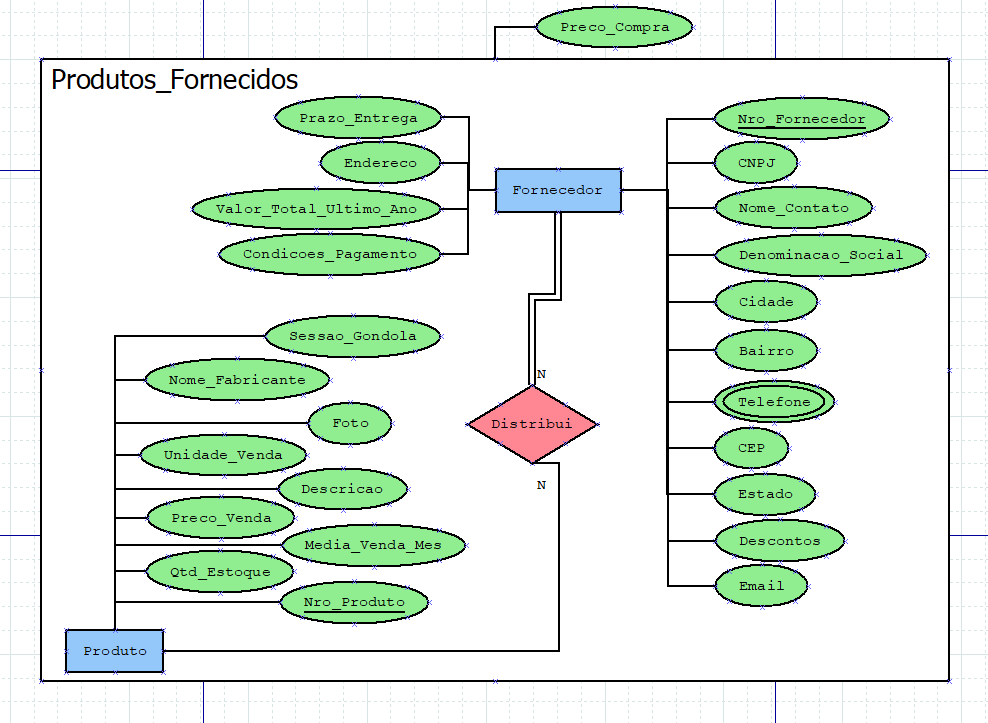 Preco_Compra
Produtos_Fornecidos
Prazo_Entrega
Endereco
Valor_Total_Ultimo_Ano
Condicoes_Pagamento
Fornecedor
Nro_Fornecedor
CNPJ
Nome_Contato
Denominacao_Social
Cidade
Bairro
Telefone
CEP
Estado
Descontos
Email
N
Distribui
N
Sessao_Gondola
Nome_Fabricante
Foto
Unidade_Venda
Descricao
Preco_Venda
Media_Venda_Mes
Qtd_Estoque
Nro_Produto
Produto